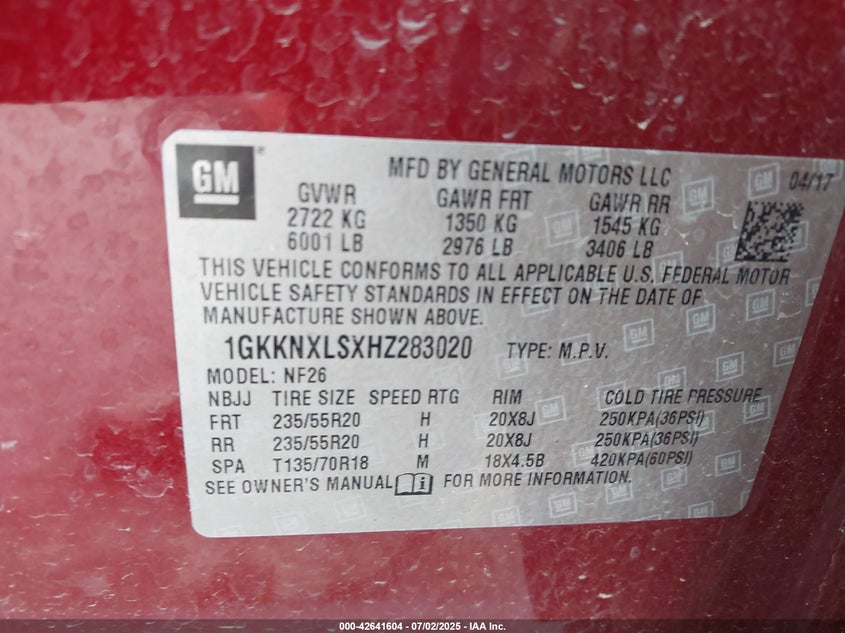 GM®
MFD BY GENERAL MOTORS LLC 04/17
GVWR GAWR FRT GAWR RR
2722 KG 1350 KG 1545 KG
6001 LB 2976 LB 3406 LB
THIS VEHICLE CONFORMS TO ALL APPLICABLE U.S. FEDERAL MOTOR
VEHICLE SAFETY STANDARDS IN EFFECT ON THE DATE OF
MANUFACTURE SHOWN ABOVE.
1GKKNXLSXHZ283020 TYPE: M.P.V.
MODEL: NF26
NBJJ TIRE SIZE SPEED RTG RIM COLD TIRE PRESSURE
FRT 235/55R20 H 20X8J 250KPA(36PSI)
RR 235/55R20 H 20X8J 250KPA(36PSI)
SPA T135/70R18 M 18X4.5B 420KPA(60PSI)
SEE OWNER'S MANUAL FOR MORE INFORMATION.
000-42641604 | 07/02/2025 - IAA Inc.